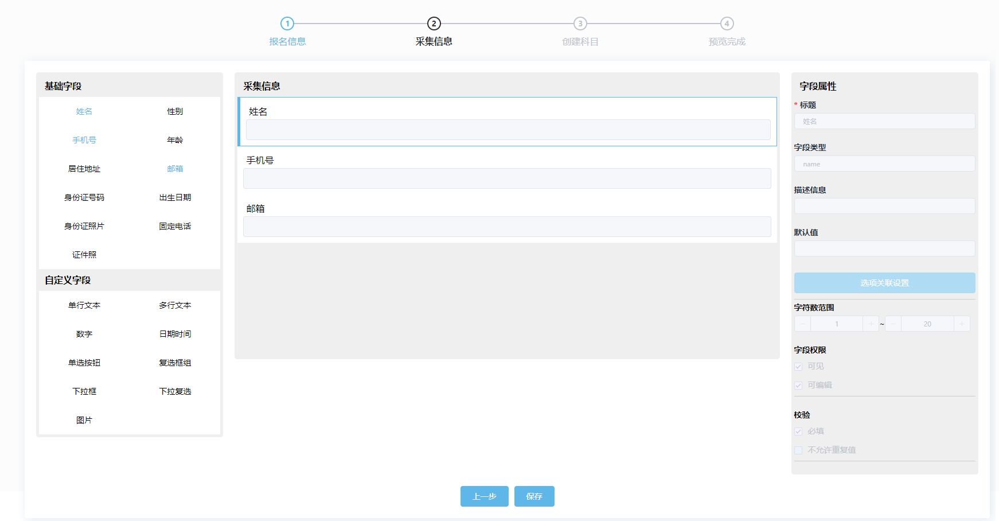 1
2
3
4
报名信息
采集信息
创建科目
预览完成
基础字段
姓名 性别
手机号 年龄
居住地址 邮箱
身份证号码 出生日期
身份证照片 固定电话
证件照
自定义字段
单行文本 多行文本
数字 日期时间
单选按钮 复选框组
下拉框 下拉复选
图片
采集信息
姓名
手机号
邮箱
字段属性
* 标题
姓名
字段类型
name
描述信息
默认值
选项关联设置
字符数范围
- 1 + ~ - 20 +
字段权限
可见
可编辑
校验
必填
不允许重复值
上一步 保存